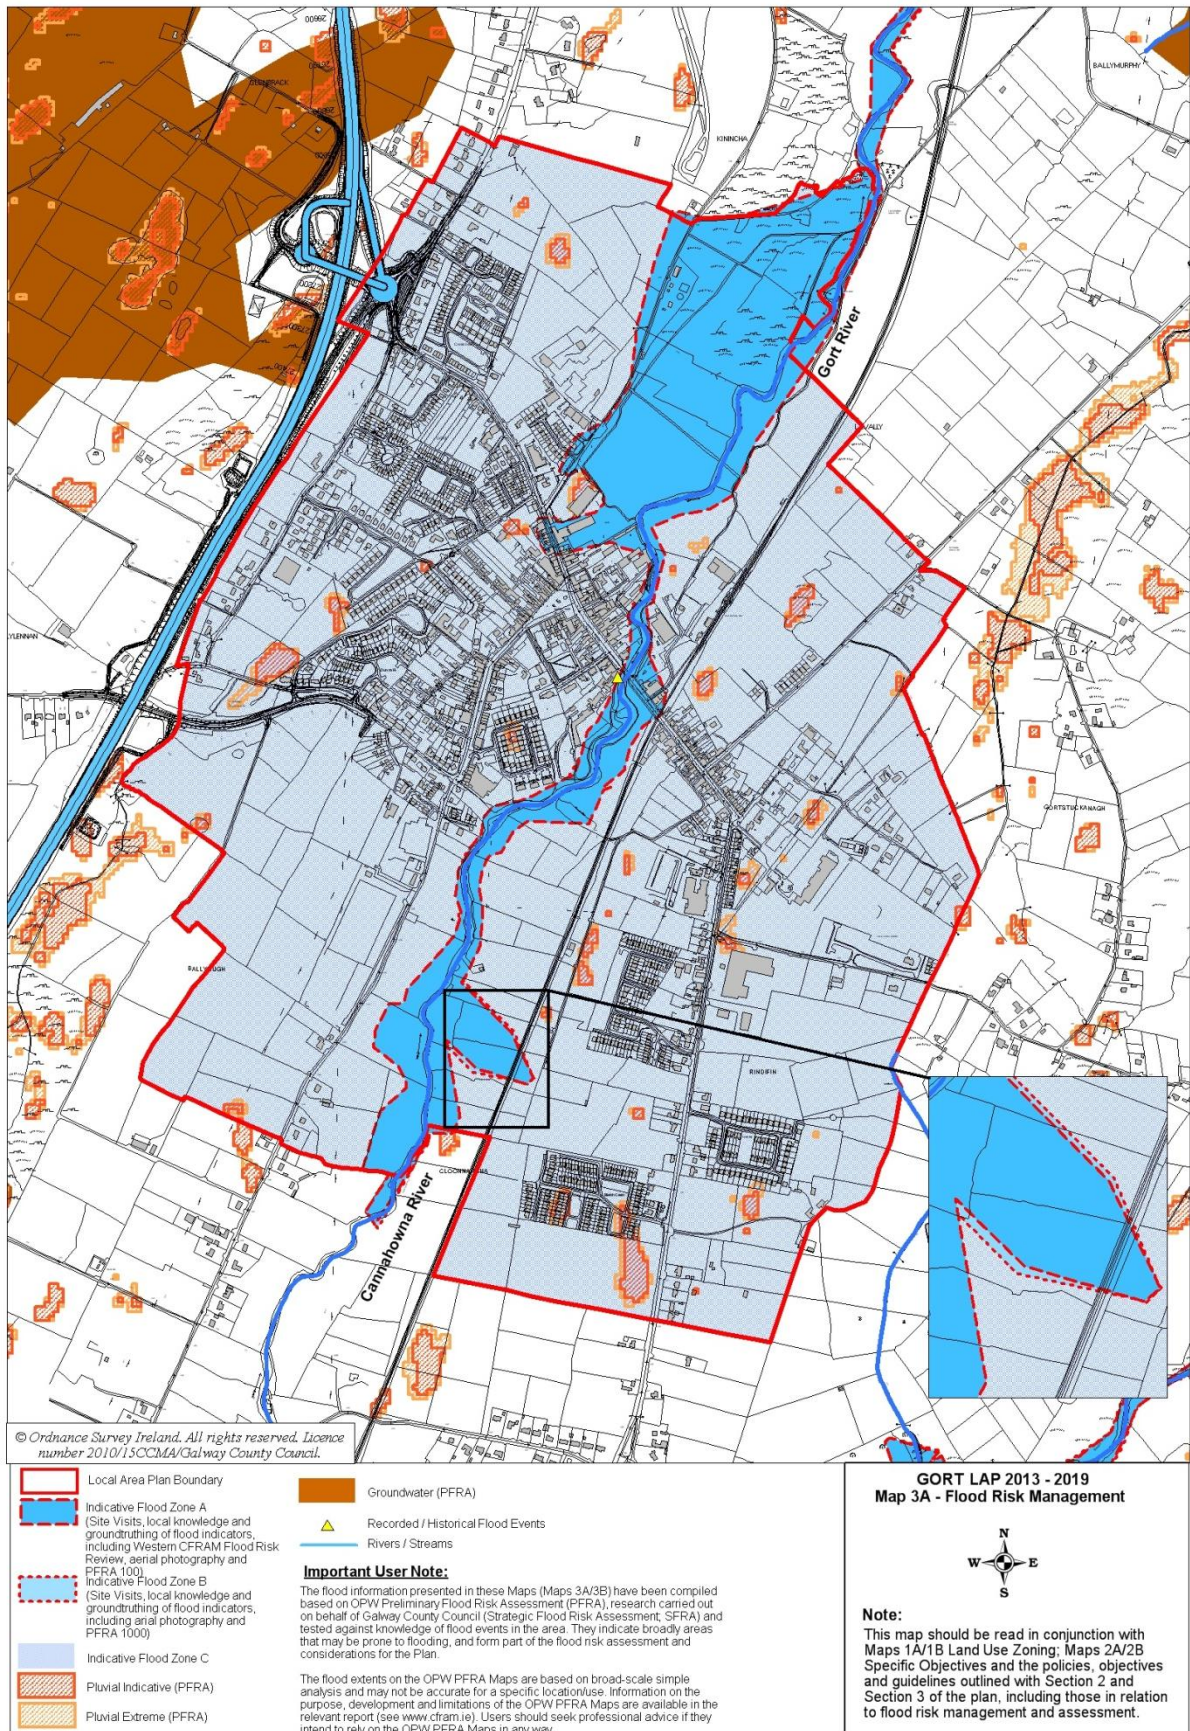 GLENBRACK
KININCHA
BALLYMURPHY
Gort River
GORTSTUCKANAGH
RINDIFIN
Cannahowna River
© Ordnance Survey Ireland. All rights reserved. Licence
number 2010/15CCMA/Galway County Council.
Local Area Plan Boundary
Indicative Flood Zone A
(Site Visits, local knowledge and
groundtruthing of flood indicators,
including Western CFRAM Flood Risk
Review, aerial photography and
PFRA 100)
Indicative Flood Zone B
(Site Visits, local knowledge and
groundtruthing of flood indicators,
including arial photography and
PFRA 1000)
Indicative Flood Zone C
Pluvial Indicative (PFRA)
Pluvial Extreme (PFRA)
Groundwater (PFRA)
Recorded / Historical Flood Events
Rivers / Streams
Important User Note:
The flood information presented in these Maps (Maps 3A/3B) have been compiled
based on OPW Preliminary Flood Risk Assessment (PFRA), research carried out
on behalf of Galway County Council (Strategic Flood Risk Assessment; SFRA) and
tested against knowledge of flood events in the area. They indicate broadly areas
that may be prone to flooding, and form part of the flood risk assessment and
considerations for the Plan.
The flood extents on the OPW PFRA Maps are based on broad-scale simple
analysis and may not be accurate for a specific location/use. Information on the
purpose, development and limitations of the OPW PFRA Maps are available in the
relevant report (see www.cfram.ie). Users should seek professional advice if they
intend to rely on the OPW PFRA Maps in any way.
GORT LAP 2013 - 2019
Map 3A - Flood Risk Management
N
W E
S
Note:
This map should be read in conjunction with
Maps 1A/1B Land Use Zoning; Maps 2A/2B
Specific Objectives and the policies, objectives
and guidelines outlined with Section 2 and
Section 3 of the plan, including those in relation
to flood risk management and assessment.